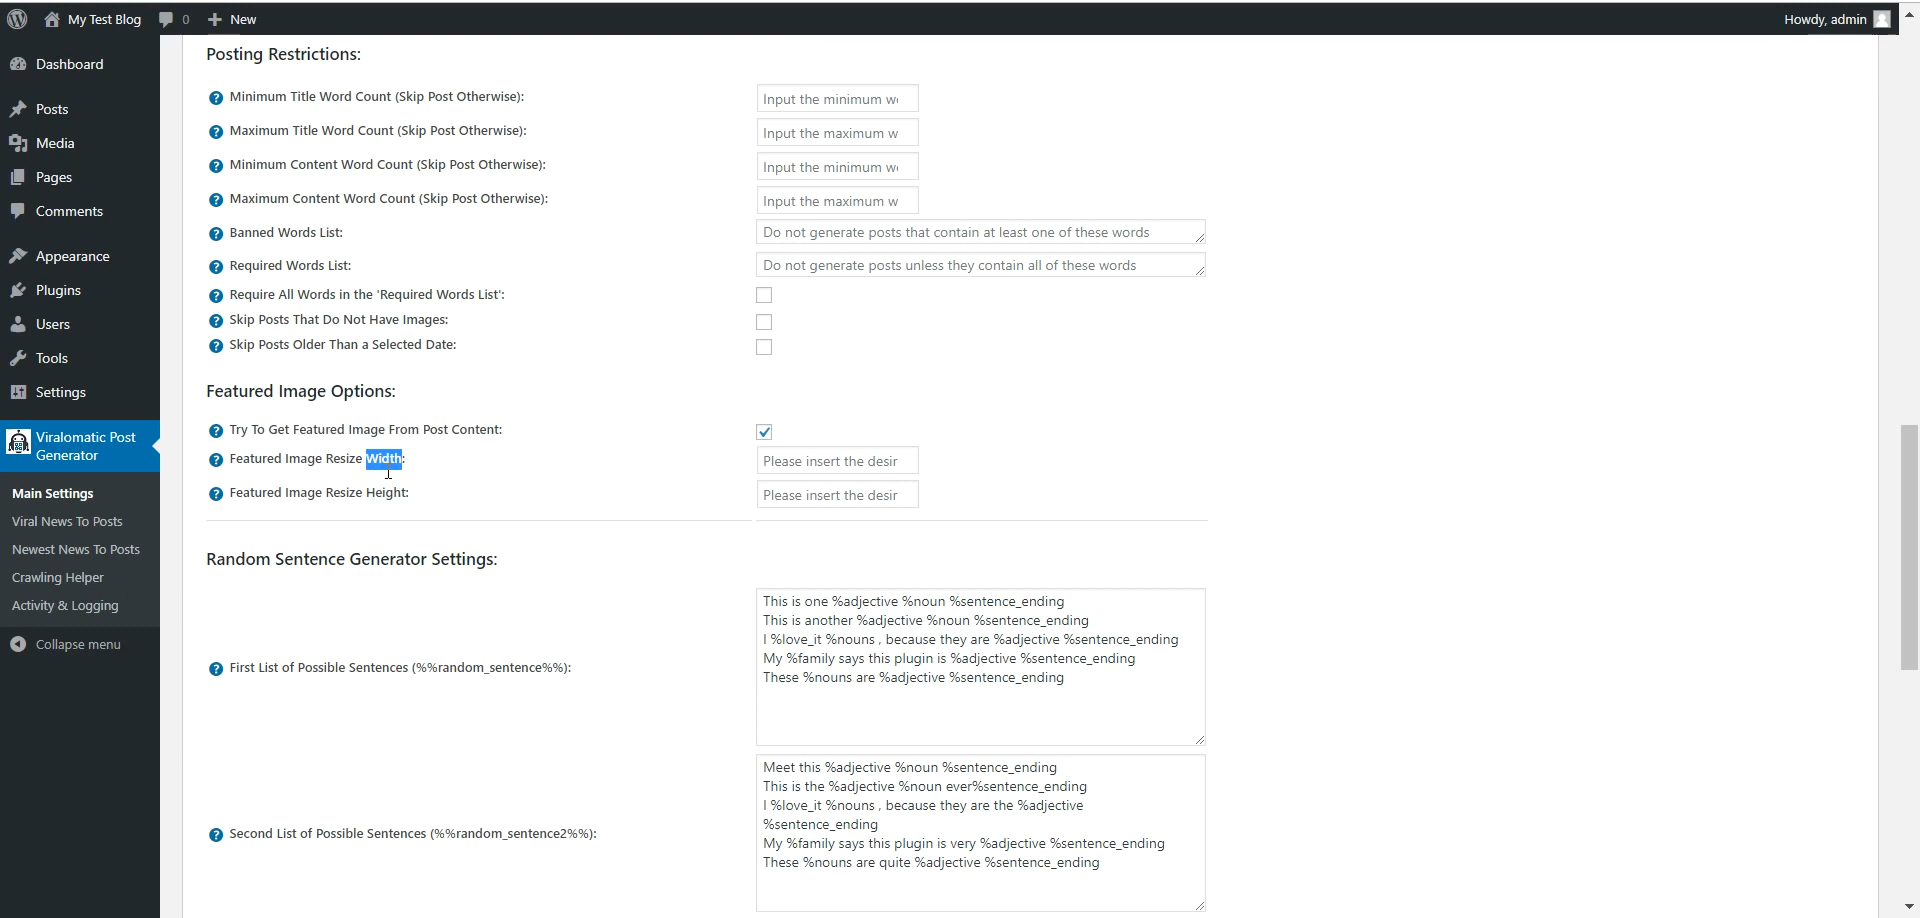 My Test Blog
0
New
Howdy, admin
Dashboard
Posts
Media
Pages
Comments
Appearance
Plugins
Users
Tools
Settings
Viralomatic Post
Generator
Main Settings
Viral News To Posts
Newest News To Posts
Crawling Helper
Activity & Logging
Collapse menu
Posting Restrictions:
Minimum Title Word Count (Skip Post Otherwise):
Input the minimum w
Maximum Title Word Count (Skip Post Otherwise):
Input the maximum w
Minimum Content Word Count (Skip Post Otherwise):
Input the minimum w
Maximum Content Word Count (Skip Post Otherwise):
Input the maximum w
Banned Words List:
Do not generate posts that contain at least one of these words
Required Words List:
Do not generate posts unless they contain all of these words
Require All Words in the 'Required Words List':
Skip Posts That Do Not Have Images:
Skip Posts Older Than a Selected Date:
Featured Image Options:
Try To Get Featured Image From Post Content:
Featured Image Resize Width:
Please insert the desir
Featured Image Resize Height:
Please insert the desir
Random Sentence Generator Settings:
First List of Possible Sentences (%%random_sentence%%):
This is one %adjective %noun %sentence_ending
This is another %adjective %noun %sentence_ending
I %love_it %nouns , because they are %adjective %sentence_ending
My %family says this plugin is %adjective %sentence_ending
These %nouns are %adjective %sentence_ending
Second List of Possible Sentences (%%random_sentence2%%):
Meet this %adjective %noun %sentence_ending
This is the %adjective %noun ever%sentence_ending
I %love_it %nouns , because they are the %adjective
%sentence_ending
My %family says this plugin is very %adjective %sentence_ending
These %nouns are quite %adjective %sentence_ending